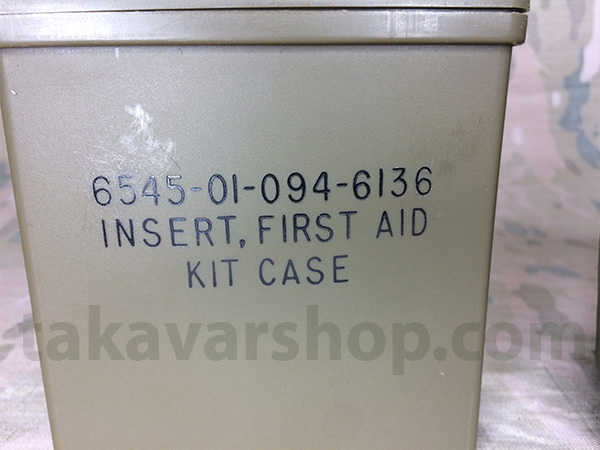 6545-01-094-6136
INSERT, FIRST AID
KIT CASE
takavarshop.com